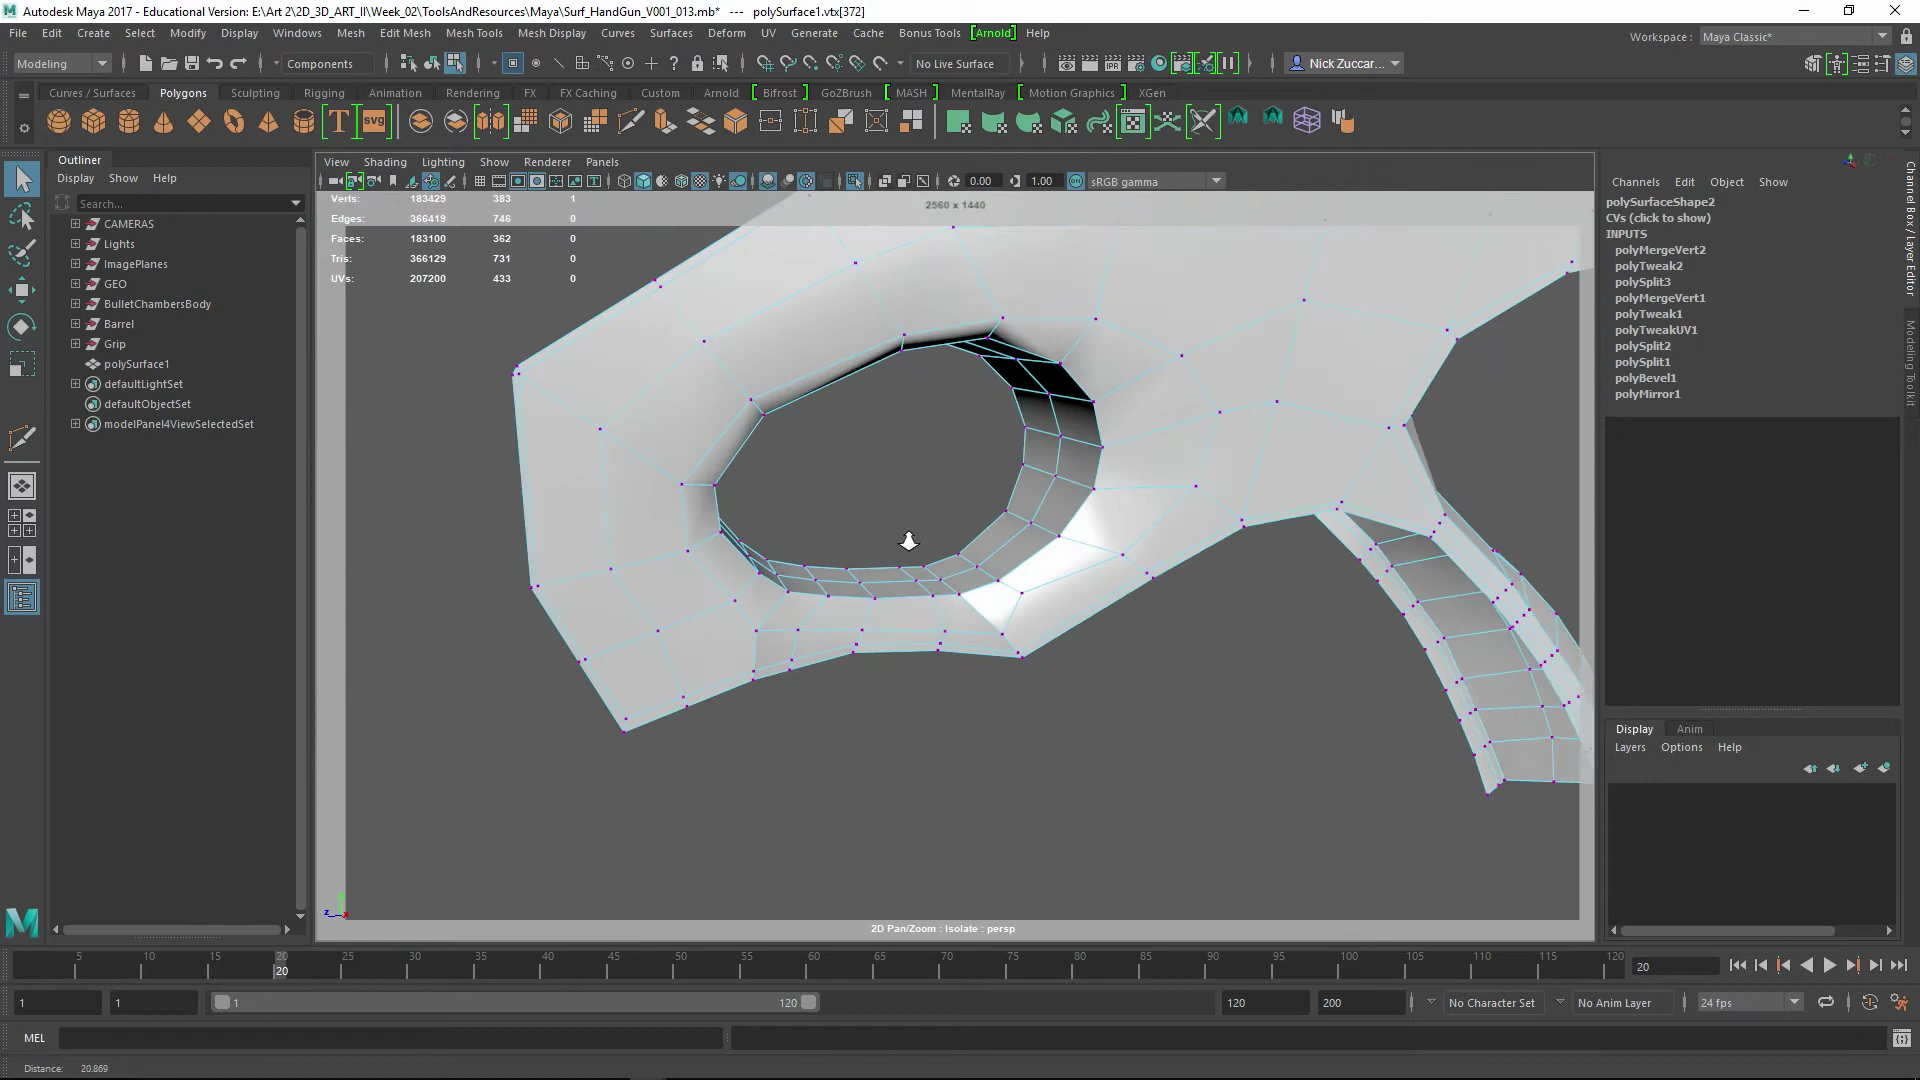 Autodesk Maya 2017 - Educational Version: E:\Art 2\2D_3D_ART_II\Week_02\ToolsAndResources\Maya\Surf_HandGun_V001_013.mb* --- polySurface1.vtx[372]
File Edit Create Select Modify Display Windows Mesh Edit Mesh Mesh Tools Mesh Display Curves Surfaces Deform UV Generate Cache Bonus Tools [Arnold] Help
Workspace : Maya Classic*
Modeling Components No Live Surface Nick Zuccar...
Curves / Surfaces Polygons Sculpting Rigging Animation Rendering FX FX Caching Custom Arnold Bifrost GoZBrush MASH MentalRay Motion Graphics XGen
T svg
Outliner
Display Show Help
Search...
CAMERAS
Lights
ImagePlanes
GEO
BulletChambersBody
Barrel
Grip
polySurface1
defaultLightSet
defaultObjectSet
modelPanel4ViewSelectedSet
View Shading Lighting Show Renderer Panels
0.00 1.00 sRGB gamma
2560 x 1440
Verts: 183429 383 1
Edges: 366419 746 0
Faces: 183100 362 0
Tris: 366129 731 0
UVs: 207200 433 0
2D Pan/Zoom : Isolate : persp
Channels Edit Object Show
polySurfaceShape2
CVs (click to show)
INPUTS
polyMergeVert2
polyTweak2
polySplit3
polyMergeVert1
polyTweak1
polyTweakUV1
polySplit2
polySplit1
polyBevel1
polyMirror1
Channel Box / Layer Editor
Modeling Toolkit
Display Anim
Layers Options Help
5 10 15 20 25 30 35 40 45 50 55 60 65 70 75 80 85 90 95 100 105 110 115 120
20
20
1 1 1 120 120 200 No Character Set No Anim Layer 24 fps
MEL
Distance: 20.869